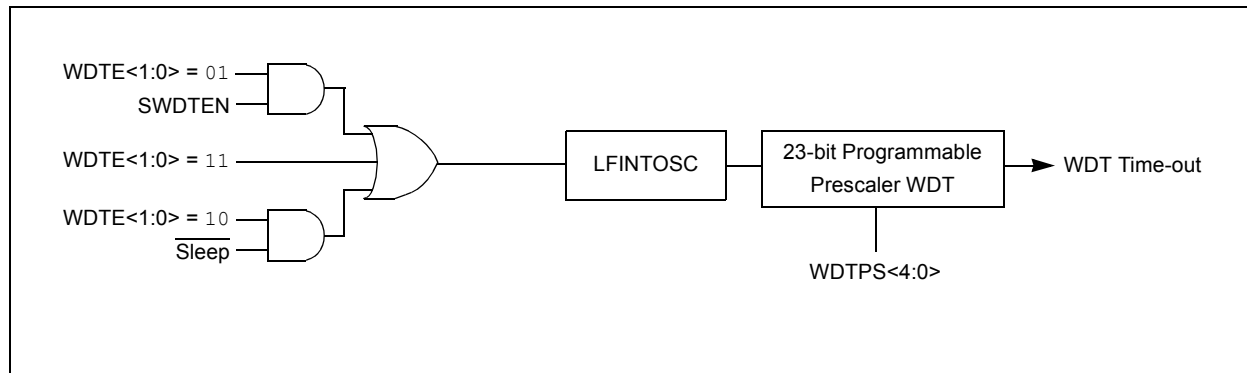 WDTE<1:0> = 01
SWDTEN
WDTE<1:0> = 11
WDTE<1:0> = 10
Sleep
LFINTOSC
23-bit Programmable
Prescaler WDT
WDT Time-out
WDTPS<4:0>